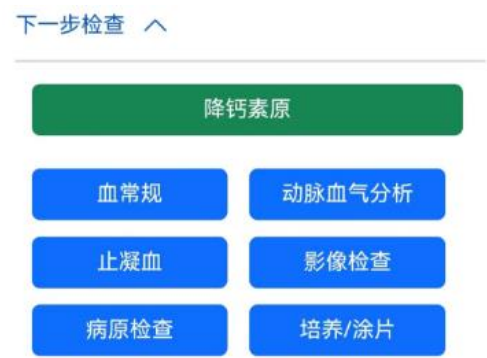 下一步检查
降钙素原
血常规 动脉血气分析
止凝血 影像检查
病原检查 培养/涂片